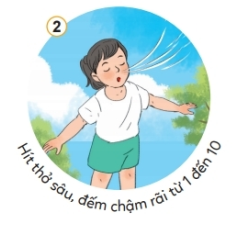 2
Hít thở sâu, đếm chậm rãi từ 1 đến 10